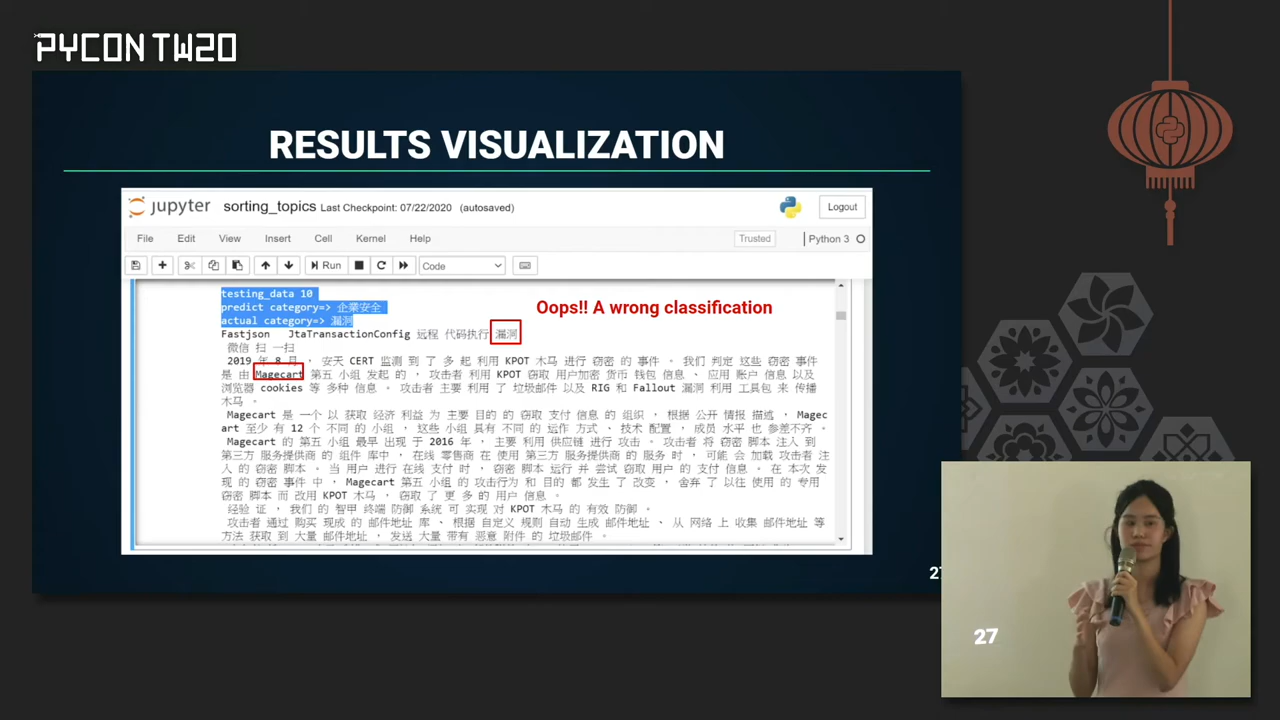 PYCON TW20
RESULTS VISUALIZATION
jupyter sorting_topics Last Checkpoint: 07/22/2020 (autosaved)
Logout
File Edit View Insert Cell Kernel Help
Trusted
Python 3
Run
Code
testing_data 10
predict category=> 企業安全
actual category=> 漏洞
Oops!! A wrong classification
Fastjson JtaTransactionConfig 远程 代码执行 漏洞
微信 扫 一扫
2019 年 8 月 , 安天 CERT 监测 到 了 多 起 利用 KPOT 木马 进行 窃密 的 事件 。 我们 判定 这些 窃密 事件
是 由 Magecart 第五 小组 发起 的 , 攻击者 利用 KPOT 窃取 用户加密 货币 钱包 信息 、 应用 账户 信息 以及
浏览器 cookies 等 多种 信息 。 攻击者 主要 利用 了 垃圾邮件 以及 RIG 和 Fallout 漏洞 利用 工具包 来 传播
木马 。
Magecart 是 一个 以 获取 经济 利益 为 主要 目的 的 窃取 支付 信息 的 组织 , 根据 公开 情报 描述 , Magec
art 至少 有 12 个 不同 的 小组 , 这些 小组 具有 不同 的 运作 方式 、 技术 配置 , 成员 水平 也 参差不齐 。
Magecart 的 第五 小组 最早 出现 于 2016 年 , 主要 利用 供应链 进行 攻击 。 攻击者 将 窃密 脚本 注入 到
第三方 服务提供商 的 组件 库中 , 在线 零售商 在 使用 第三方 服务提供商 的 服务 时 , 可能 会 加载 攻击者 注
入 的 窃密 脚本 。 当 用户 进行 在线 支付 时 , 窃密 脚本 运行 并 尝试 窃取 用户 的 支付 信息 。 在 本次 发
现 的 窃密 事件 中 , Magecart 第五 小组 的 攻击行为 和 目的 都 发生 了 改变 , 舍弃 了 以往 使用 的 专用
窃密 脚本 而 改用 KPOT 木马 , 窃取 了 更 多 的 用户 信息 。
经验 证 , 我们 的 智甲 终端 防御 系统 可 实现 对 KPOT 木马 的 有效 防御 。
攻击者 通过 购买 现成 的 邮件地址 库 、 根据 自定义 规则 自动 生成 邮件地址 、 从 网络 上 收集 邮件地址 等
方法 获取 到 大量 邮件地址 , 发送 大量 带有 恶意 附件 的 垃圾邮件 。
27
27